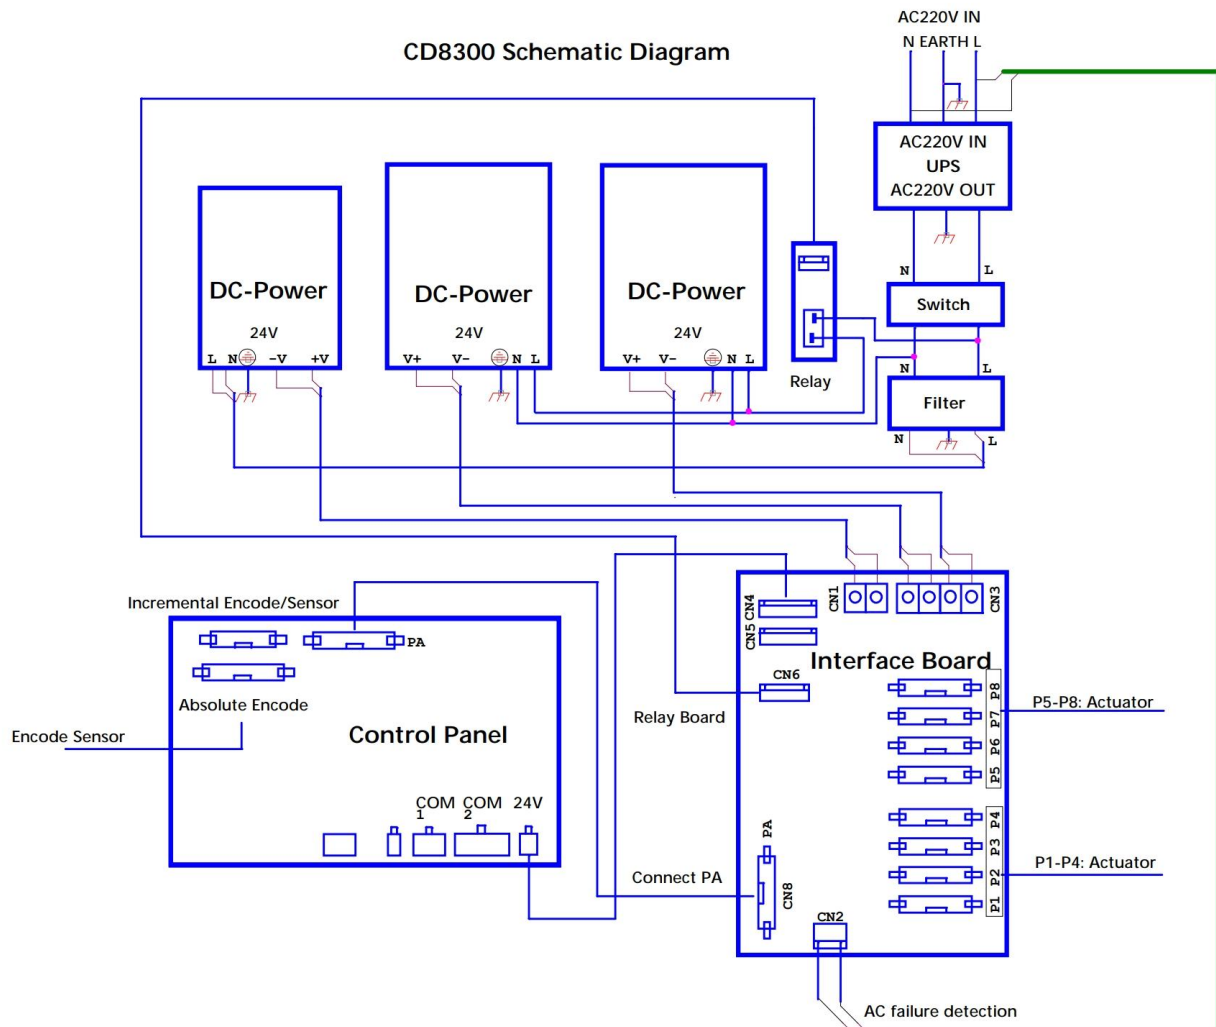 AC220V IN
N EARTH L
CD8300 Schematic Diagram
AC220V IN
UPS
AC220V OUT
N L
Switch
DC-Power
DC-Power
DC-Power
24V
24V
24V
L N -V +V
V+ V- N L
V+ V- N L
Relay
N L
Filter
N L
CN1
CN3
CN4
CN5
Incremental Encode/Sensor
PA
Interface Board
CN6
Absolute Encode
Relay Board
P8
P7
P6
P5
P5-P8: Actuator
Encode Sensor
Control Panel
COM 1
COM 2
24V
P4
P3
P2
P1
P1-P4: Actuator
PA
Connect PA
CN8
CN2
AC failure detection